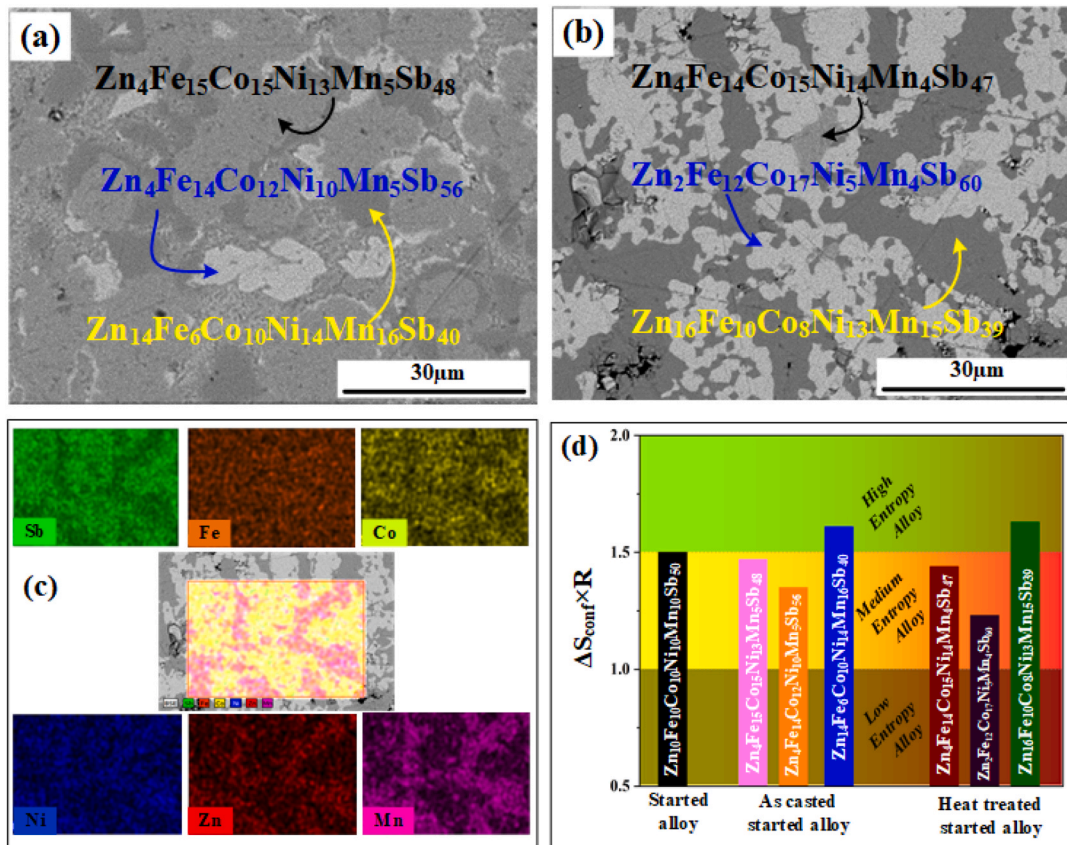 (a)
Zn₄Fe₁₅Co₁₅Ni₁₃Mn₅Sb₄₈
Zn₄Fe₁₄Co₁₂Ni₁₀Mn₅Sb₅₆
Zn₁₄Fe₆Co₁₀Ni₁₄Mn₁₆Sb₄₀
30μm
(b)
Zn₄Fe₁₄Co₁₅Ni₁₄Mn₄Sb₄₇
Zn₂Fe₁₂Co₁₇Ni₅Mn₄Sb₆₀
Zn₁₆Fe₁₀Co₈Ni₁₃Mn₁₅Sb₃₉
30μm
Sb
Fe
Co
(c)
Ni
Zn
Mn
(d)
ΔS_conf×R
2.0
1.5
1.0
0.5
High
Entropy
Alloy
Medium
Entropy
Alloy
Low
Entropy
Alloy
Zn₁₀Fe₁₀Co₁₀Ni₁₀Mn₁₀Sb₅₀
Zn₄Fe₁₅Co₁₅Ni₁₃Mn₅Sb₄₈
Zn₄Fe₁₄Co₁₂Ni₁₀Mn₅Sb₅₆
Zn₁₄Fe₆Co₁₀Ni₁₄Mn₁₆Sb₄₀
Zn₄Fe₁₄Co₁₅Ni₁₄Mn₄Sb₄₇
Zn₂Fe₁₂Co₁₇Ni₅Mn₄Sb₆₀
Zn₁₆Fe₁₀Co₈Ni₁₃Mn₁₅Sb₃₉
Started
alloy
As casted
started alloy
Heat treated
started alloy